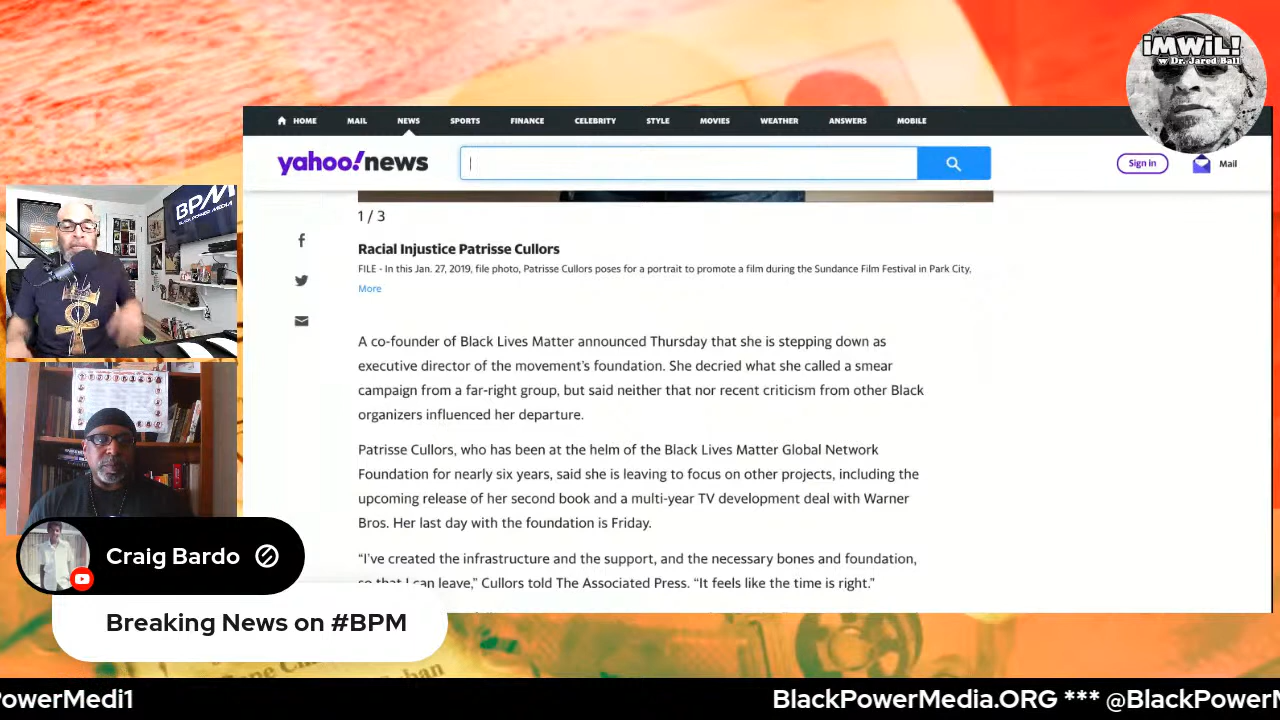 iMWiL!
w Dr. Jared Ball
HOME MAIL NEWS SPORTS FINANCE CELEBRITY STYLE MOVIES WEATHER ANSWERS MOBILE
yahoo!news
Sign in
Mail
BPM
BLACK POWER MEDIA
1 / 3
Racial Injustice Patrisse Cullors
FILE - In this Jan. 27, 2019, file photo, Patrisse Cullors poses for a portrait to promote a film during the Sundance Film Festival in Park City,
More
A co-founder of Black Lives Matter announced Thursday that she is stepping down as
executive director of the movement's foundation. She decried what she called a smear
campaign from a far-right group, but said neither that nor recent criticism from other Black
organizers influenced her departure.
Patrisse Cullors, who has been at the helm of the Black Lives Matter Global Network
Foundation for nearly six years, said she is leaving to focus on other projects, including the
upcoming release of her second book and a multi-year TV development deal with Warner
Bros. Her last day with the foundation is Friday.
“I've created the infrastructure and the support, and the necessary bones and foundation,
so that I can leave,” Cullors told The Associated Press. “It feels like the time is right.”
Craig Bardo
Breaking News on #BPM
PowerMedi1
BlackPowerMedia.ORG *** @BlackPowerM